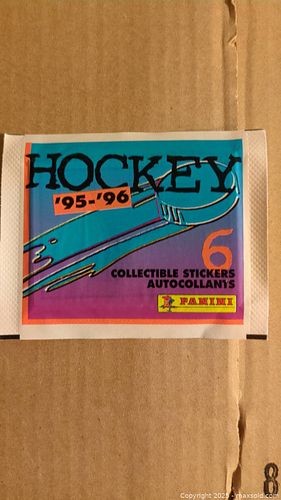 HOCKEY
'95-'96
6
COLLECTIBLE STICKERS
AUTOCOLLANTS
PANINI
8
Copyright © 2025 - maxsold.com